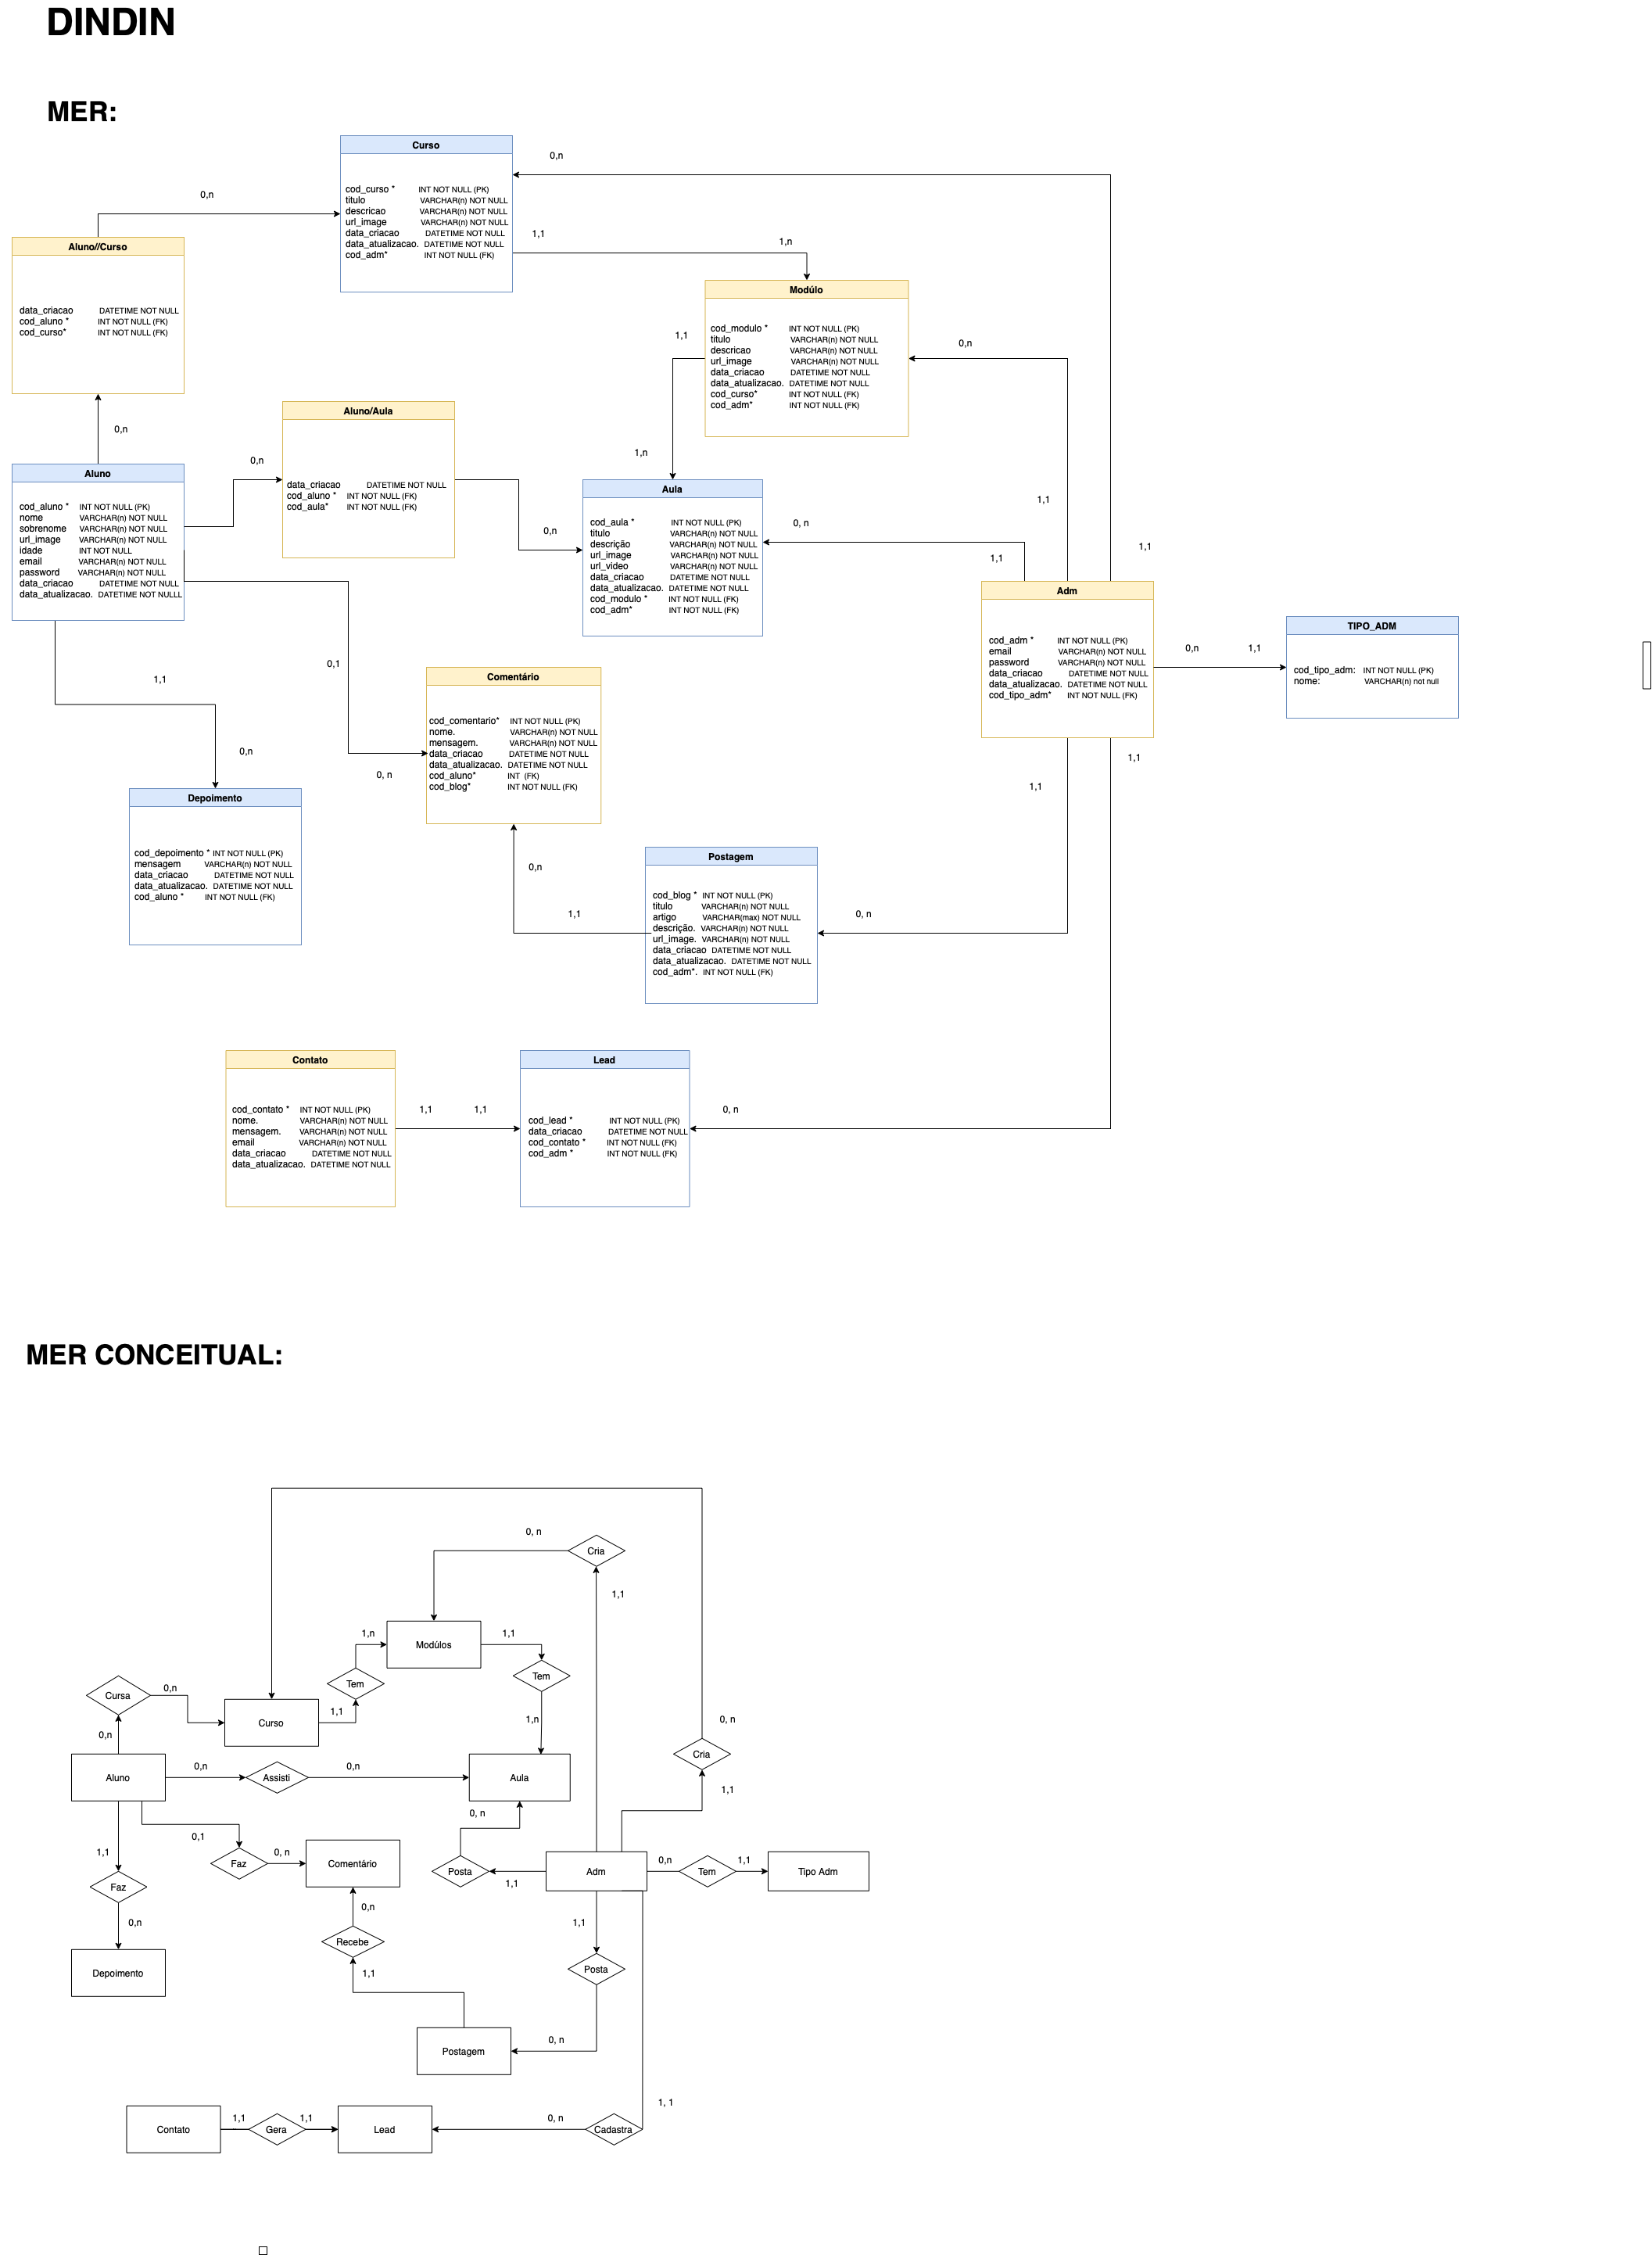 DINDIN
MER:
Curso
cod_curso * INT NOT NULL (PK)
titulo VARCHAR(n) NOT NULL
descricao VARCHAR(n) NOT NULL
url_image VARCHAR(n) NOT NULL
data_criacao DATETIME NOT NULL
data_atualizacao. DATETIME NOT NULL
cod_adm* INT NOT NULL (FK)
0,n
0,n
1,1
1,n
Aluno//Curso
data_criacao DATETIME NOT NULL
cod_aluno * INT NOT NULL (FK)
cod_curso* INT NOT NULL (FK)
Modúlo
cod_modulo * INT NOT NULL (PK)
titulo VARCHAR(n) NOT NULL
descricao VARCHAR(n) NOT NULL
url_image VARCHAR(n) NOT NULL
data_criacao DATETIME NOT NULL
data_atualizacao. DATETIME NOT NULL
cod_curso* INT NOT NULL (FK)
cod_adm* INT NOT NULL (FK)
1,1
0,n
0,n
Aluno/Aula
data_criacao DATETIME NOT NULL
cod_aluno * INT NOT NULL (FK)
cod_aula* INT NOT NULL (FK)
0,n
1,n
Aluno
cod_aluno * INT NOT NULL (PK)
nome VARCHAR(n) NOT NULL
sobrenome VARCHAR(n) NOT NULL
url_image VARCHAR(n) NOT NULL
idade INT NOT NULL
email VARCHAR(n) NOT NULL
password VARCHAR(n) NOT NULL
data_criacao DATETIME NOT NULL
data_atualizacao. DATETIME NOT NULLL
0,n
Aula
cod_aula * INT NOT NULL (PK)
titulo VARCHAR(n) NOT NULL
descrição VARCHAR(n) NOT NULL
url_image VARCHAR(n) NOT NULL
url_video VARCHAR(n) NOT NULL
data_criacao DATETIME NOT NULL
data_atualizacao. DATETIME NOT NULL
cod_modulo * INT NOT NULL (FK)
cod_adm* INT NOT NULL (FK)
0, n
1,1
1,1
1,1
Adm
cod_adm * INT NOT NULL (PK)
email VARCHAR(n) NOT NULL
password VARCHAR(n) NOT NULL
data_criacao DATETIME NOT NULL
data_atualizacao. DATETIME NOT NULL
cod_tipo_adm* INT NOT NULL (FK)
0,n
1,1
TIPO_ADM
cod_tipo_adm: INT NOT NULL (PK)
nome: VARCHAR(n) not null
1,1
0,1
Comentário
cod_comentario* INT NOT NULL (PK)
nome. VARCHAR(n) NOT NULL
mensagem. VARCHAR(n) NOT NULL
data_criacao DATETIME NOT NULL
data_atualizacao. DATETIME NOT NULL
cod_aluno* INT (FK)
cod_blog* INT NOT NULL (FK)
0,n
0, n
1,1
1,1
Depoimento
cod_depoimento * INT NOT NULL (PK)
mensagem VARCHAR(n) NOT NULL
data_criacao DATETIME NOT NULL
data_atualizacao. DATETIME NOT NULL
cod_aluno * INT NOT NULL (FK)
0,n
1,1
Postagem
cod_blog * INT NOT NULL (PK)
titulo VARCHAR(n) NOT NULL
artigo VARCHAR(max) NOT NULL
descrição. VARCHAR(n) NOT NULL
url_image. VARCHAR(n) NOT NULL
data_criacao DATETIME NOT NULL
data_atualizacao. DATETIME NOT NULL
cod_adm*. INT NOT NULL (FK)
0, n
Contato
cod_contato * INT NOT NULL (PK)
nome. VARCHAR(n) NOT NULL
mensagem. VARCHAR(n) NOT NULL
email VARCHAR(n) NOT NULL
data_criacao DATETIME NOT NULL
data_atualizacao. DATETIME NOT NULL
1,1
1,1
Lead
cod_lead * INT NOT NULL (PK)
data_criacao DATETIME NOT NULL
cod_contato * INT NOT NULL (FK)
cod_adm * INT NOT NULL (FK)
0, n
MER CONCEITUAL:
0, n
Cria
1,1
1,n
Modúlos
1,1
Tem
Tem
Cursa
0,n
1,1
Curso
1,n
0, n
0,n
Cria
Aluno
0,n
Assisti
0,n
Aula
1,1
0, n
0,1
1,1
Faz
0, n
Comentário
Posta
1,1
Adm
0,n
Tem
1,1
Tipo Adm
Faz
0,n
0,n
1,1
Recebe
Depoimento
1,1
Posta
0, n
Postagem
1, 1
Contato
1,1
Gera
1,1
Lead
0, n
Cadastra